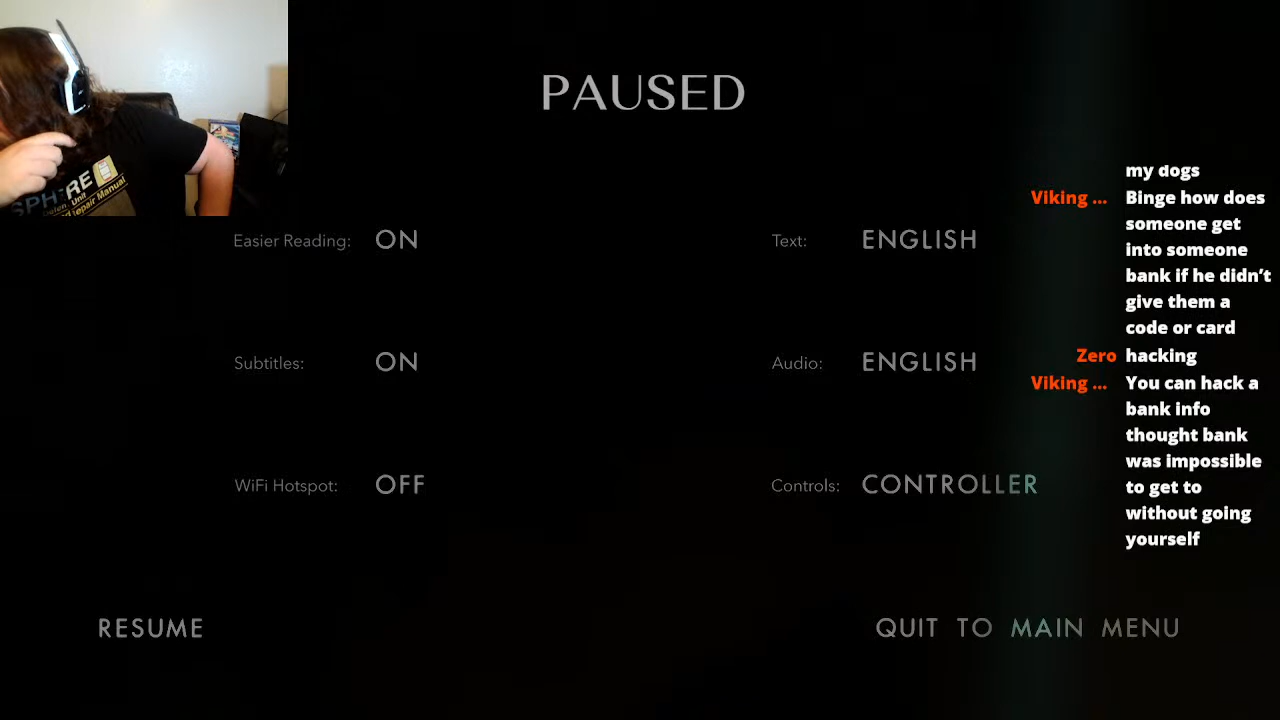 PAUSED
my dogs
Viking ... Binge how does
someone get
into someone
bank if he didn't
give them a
code or card
Zero hacking
Viking ... You can hack a
bank info
thought bank
was impossible
to get to
without going
yourself
Easier Reading: ON
Text: ENGLISH
Subtitles: ON
Audio: ENGLISH
WiFi Hotspot: OFF
Controls: CONTROLLER
RESUME
QUIT TO MAIN MENU
Unit
Repair Manual